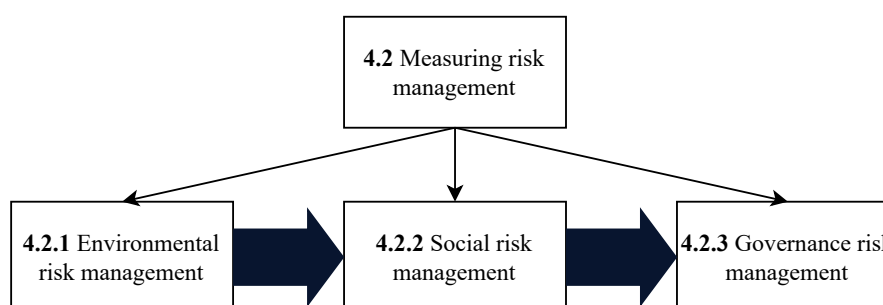 4.2 Measuring risk
management
4.2.1 Environmental
risk management
4.2.2 Social risk
management
4.2.3 Governance risk
management